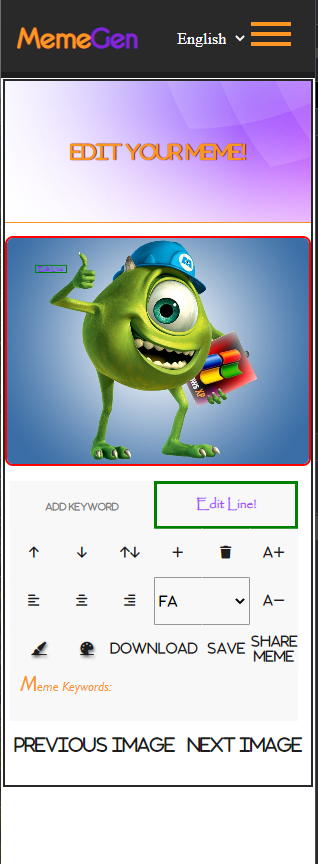 MemeGen
English
EDIT YOUR MEME!
XP
ADD KEYWORD
Edit Line!
A+
FA
A-
DOWNLOAD SAVE SHARE MEME
Meme Keywords:
PREVIOUS IMAGE NEXT IMAGE